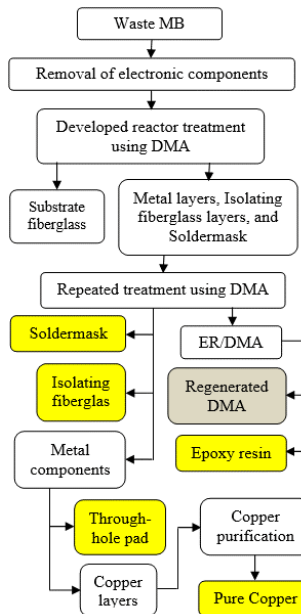 Waste MB
Removal of electronic components
Developed reactor treatment
using DMA
Substrate
fiberglass
Metal layers, Isolating
fiberglass layers, and
Soldermask
Repeated treatment using DMA
Soldermask
ER/DMA
Isolating
fiberglas
Regenerated
DMA
Metal
components
Epoxy resin
Through-
hole pad
Copper
purification
Copper
layers
Pure Copper